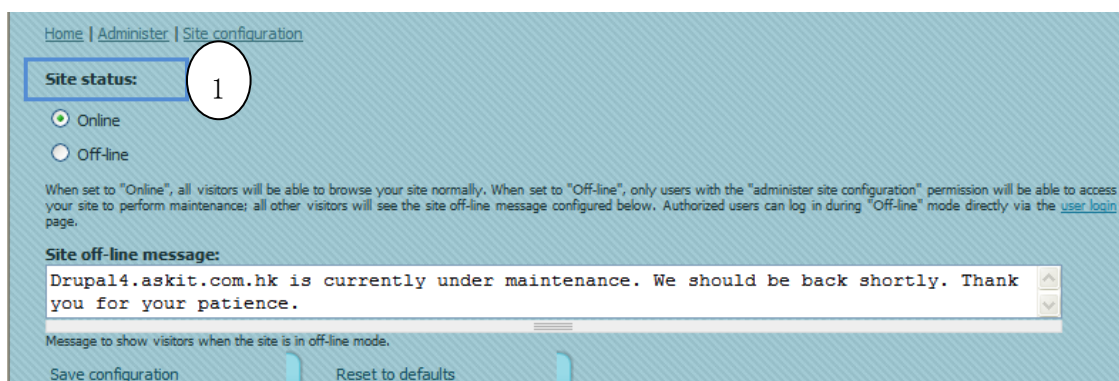 Home | Administer | Site configuration
Site status:
1
Online
Off-line
When set to "Online", all visitors will be able to browse your site normally. When set to "Off-line", only users with the "administer site configuration" permission will be able to access
your site to perform maintenance; all other visitors will see the site off-line message configured below. Authorized users can log in during "Off-line" mode directly via the user login
page.
Site off-line message:
Drupal4.askit.com.hk is currently under maintenance. We should be back shortly. Thank
you for your patience.
Message to show visitors when the site is in off-line mode.
Save configuration Reset to defaults